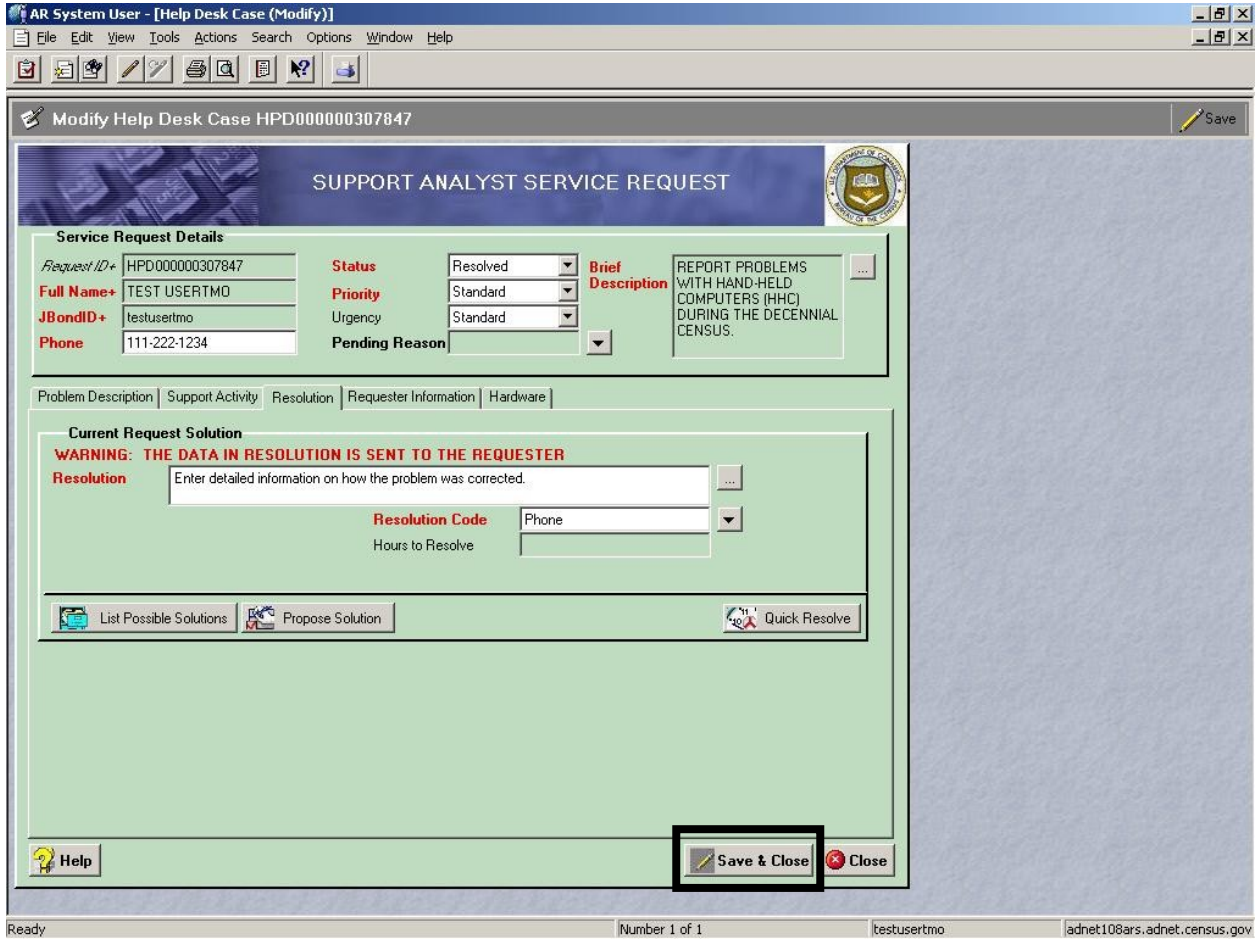 AR System User - [Help Desk Case (Modify)]
File Edit View Tools Actions Search Options Window Help
Modify Help Desk Case HPD000000307847
Save
SUPPORT ANALYST SERVICE REQUEST
Service Request Details
Request ID+ HPD000000307847
Full Name+ TEST USERTMO
JBondID+ testusertmo
Phone 111-222-1234
Status Resolved
Priority Standard
Urgency Standard
Pending Reason
Brief
Description
REPORT PROBLEMS
WITH HAND-HELD
COMPUTERS (HHC)
DURING THE DECENNIAL
CENSUS.
...
Problem Description Support Activity Resolution Requester Information Hardware
Current Request Solution
WARNING: THE DATA IN RESOLUTION IS SENT TO THE REQUESTER
Resolution Enter detailed information on how the problem was corrected. ...
Resolution Code Phone
Hours to Resolve
List Possible Solutions Propose Solution Quick Resolve
Help Save & Close Close
Ready Number 1 of 1 testusertmo adnet108ars.adnet.census.gov